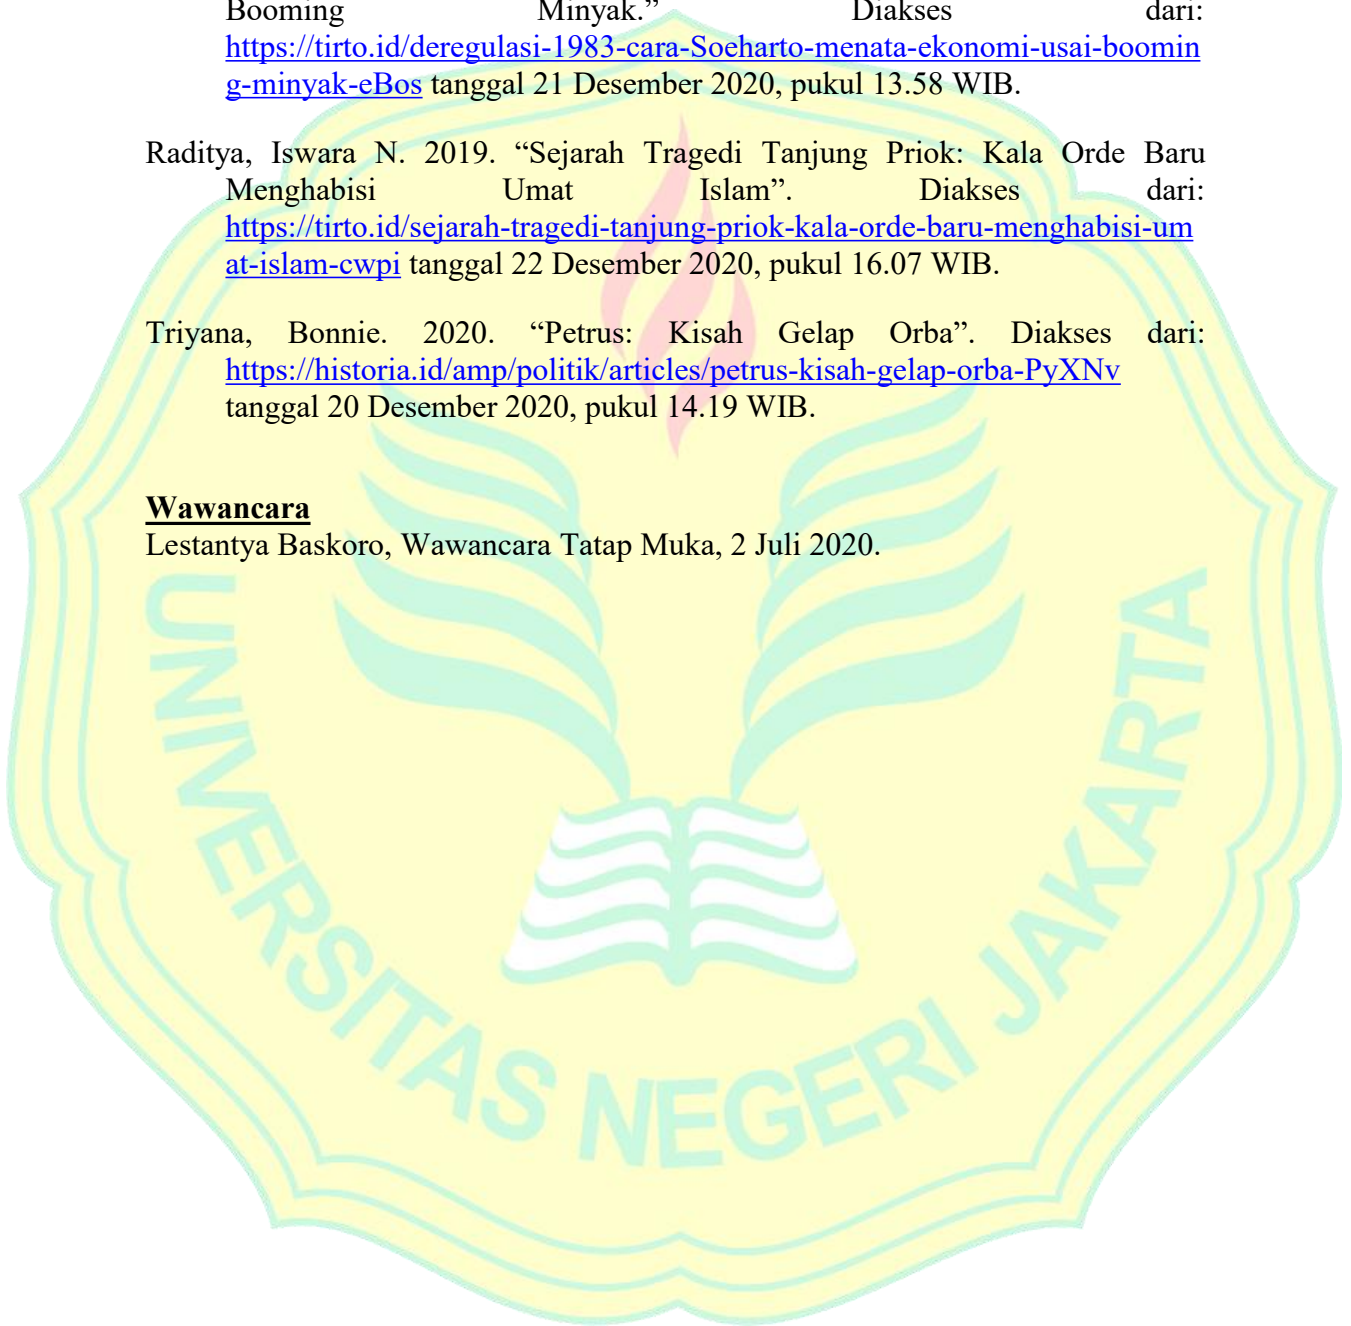 Booming Minyak.” Diakses dari:
https://tirto.id/deregulasi-1983-cara-Soeharto-menata-ekonomi-usai-boomin
g-minyak-eBos tanggal 21 Desember 2020, pukul 13.58 WIB.
Raditya, Iswara N. 2019. “Sejarah Tragedi Tanjung Priok: Kala Orde Baru
Menghabisi Umat Islam”. Diakses dari:
https://tirto.id/sejarah-tragedi-tanjung-priok-kala-orde-baru-menghabisi-um
at-islam-cwpi tanggal 22 Desember 2020, pukul 16.07 WIB.
Triyana, Bonnie. 2020. “Petrus: Kisah Gelap Orba”. Diakses dari:
https://historia.id/amp/politik/articles/petrus-kisah-gelap-orba-PyXNv
tanggal 20 Desember 2020, pukul 14.19 WIB.
Wawancara
Lestantya Baskoro, Wawancara Tatap Muka, 2 Juli 2020.
UNIVERSITAS NEGERI JAKARTA